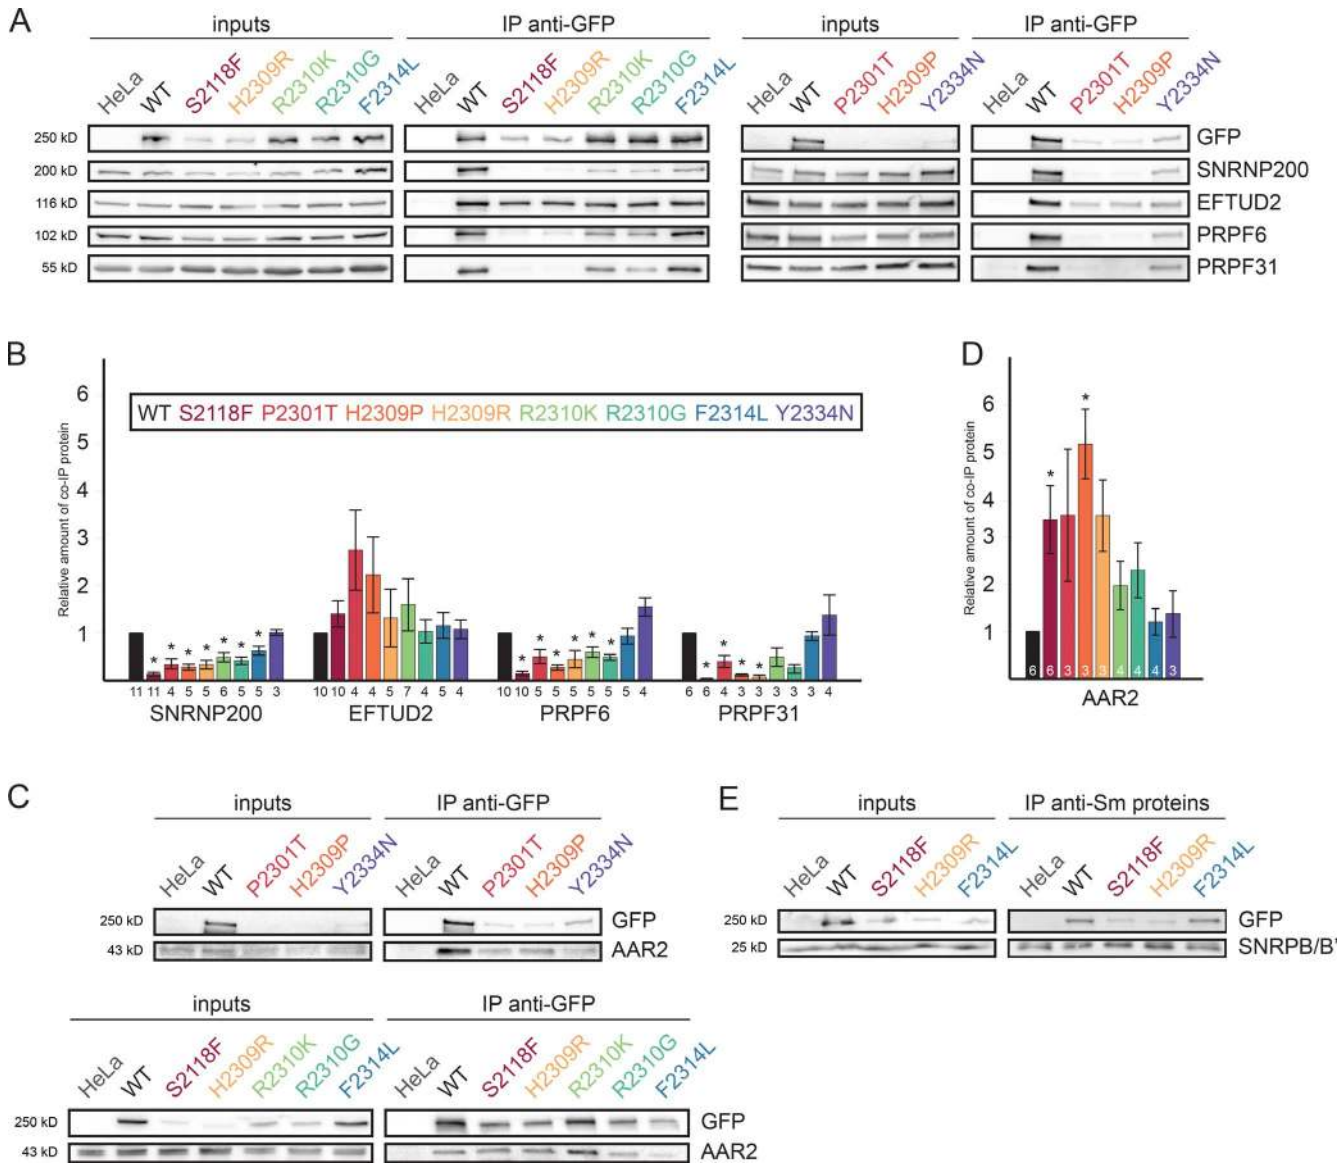 A
inputs IP anti-GFP inputs IP anti-GFP
HeLa WT S2118F H2309R R2310K R2310G F2314L HeLa WT S2118F H2309R R2310K R2310G F2314L HeLa WT P2301T H2309P Y2334N HeLa WT P2301T H2309P Y2334N
250 kD GFP
200 kD SNRNP200
116 kD EFTUD2
102 kD PRPF6
55 kD PRPF31
B
Relative amount of co-IP protein
6
5
4
3
2
1
WT S2118F P2301T H2309P H2309R R2310K R2310G F2314L Y2334N
* * * * * * * * * * * * * * * * *
11 11 4 5 5 6 5 5 3 10 10 4 4 5 7 4 5 4 10 10 5 5 5 5 5 5 4 6 6 4 3 3 3 3 3 4
SNRNP200 EFTUD2 PRPF6 PRPF31
D
Relative amount of co-IP protein
6
5
4
3
2
1
* *
6 6 3 3 3 4 4 4 3
AAR2
C
inputs IP anti-GFP
HeLa WT P2301T H2309P Y2334N HeLa WT P2301T H2309P Y2334N
250 kD GFP
43 kD AAR2
inputs IP anti-GFP
HeLa WT S2118F H2309R R2310K R2310G F2314L HeLa WT S2118F H2309R R2310K R2310G F2314L
250 kD GFP
43 kD AAR2
E
inputs IP anti-Sm proteins
HeLa WT S2118F H2309R F2314L HeLa WT S2118F H2309R F2314L
250 kD GFP
25 kD SNRPB/B'